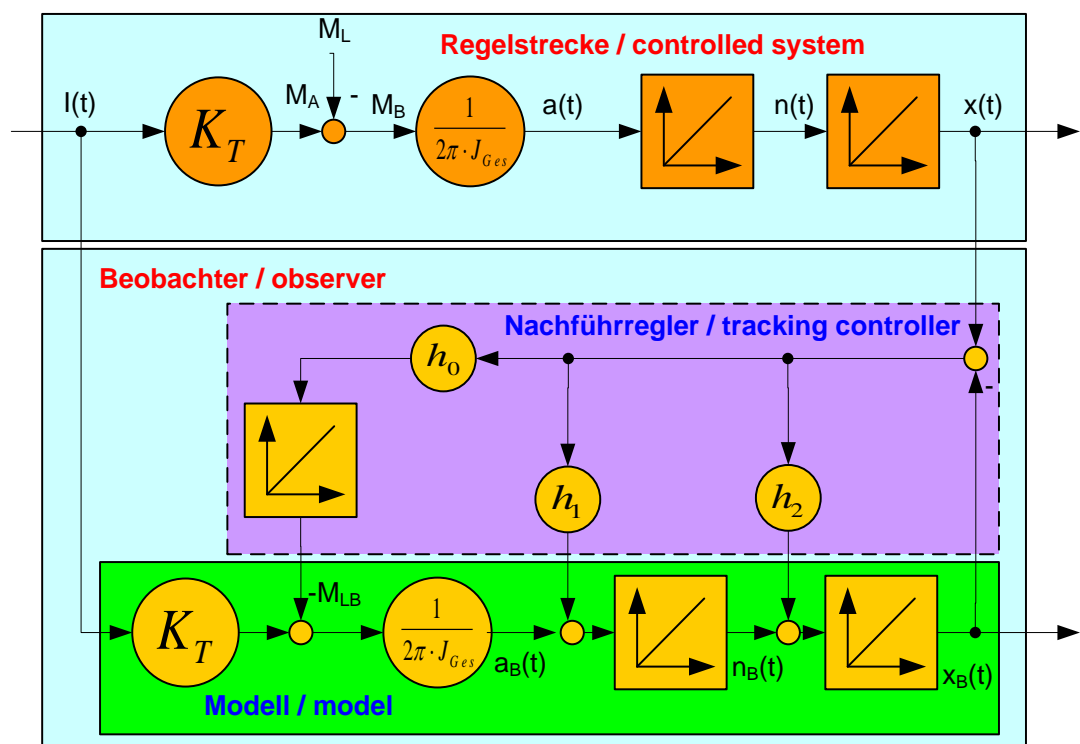 M_L
Regelstrecke / controlled system
I(t)
K_T
M_A
-
M_B
1
2π · J_Ges
a(t)
n(t)
x(t)
Beobachter / observer
Nachführregler / tracking controller
h_0
-
h_1
h_2
K_T
-M_LB
1
2π · J_Ges
a_B(t)
n_B(t)
x_B(t)
Modell / model